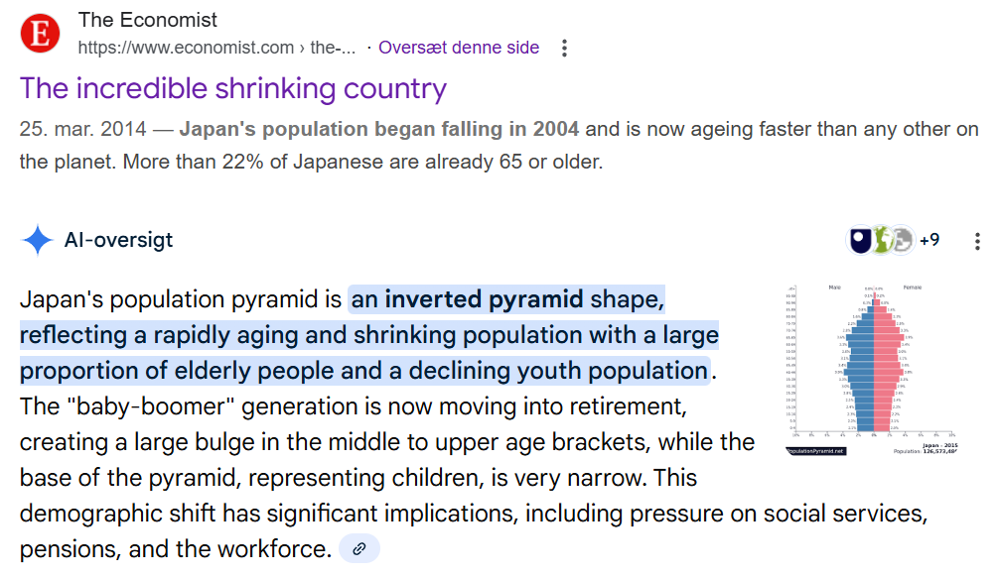 The Economist
https://www.economist.com › the-... · Oversæt denne side
The incredible shrinking country
25. mar. 2014 — Japan's population began falling in 2004 and is now ageing faster than any other on
the planet. More than 22% of Japanese are already 65 or older.
AI-oversigt
+9
Japan's population pyramid is an inverted pyramid shape,
reflecting a rapidly aging and shrinking population with a large
proportion of elderly people and a declining youth population.
The "baby-boomer" generation is now moving into retirement,
creating a large bulge in the middle to upper age brackets, while the
base of the pyramid, representing children, is very narrow. This
demographic shift has significant implications, including pressure on social services,
pensions, and the workforce.
Male
Female
PopulationPyramid.net
Japan - 2015
Population: